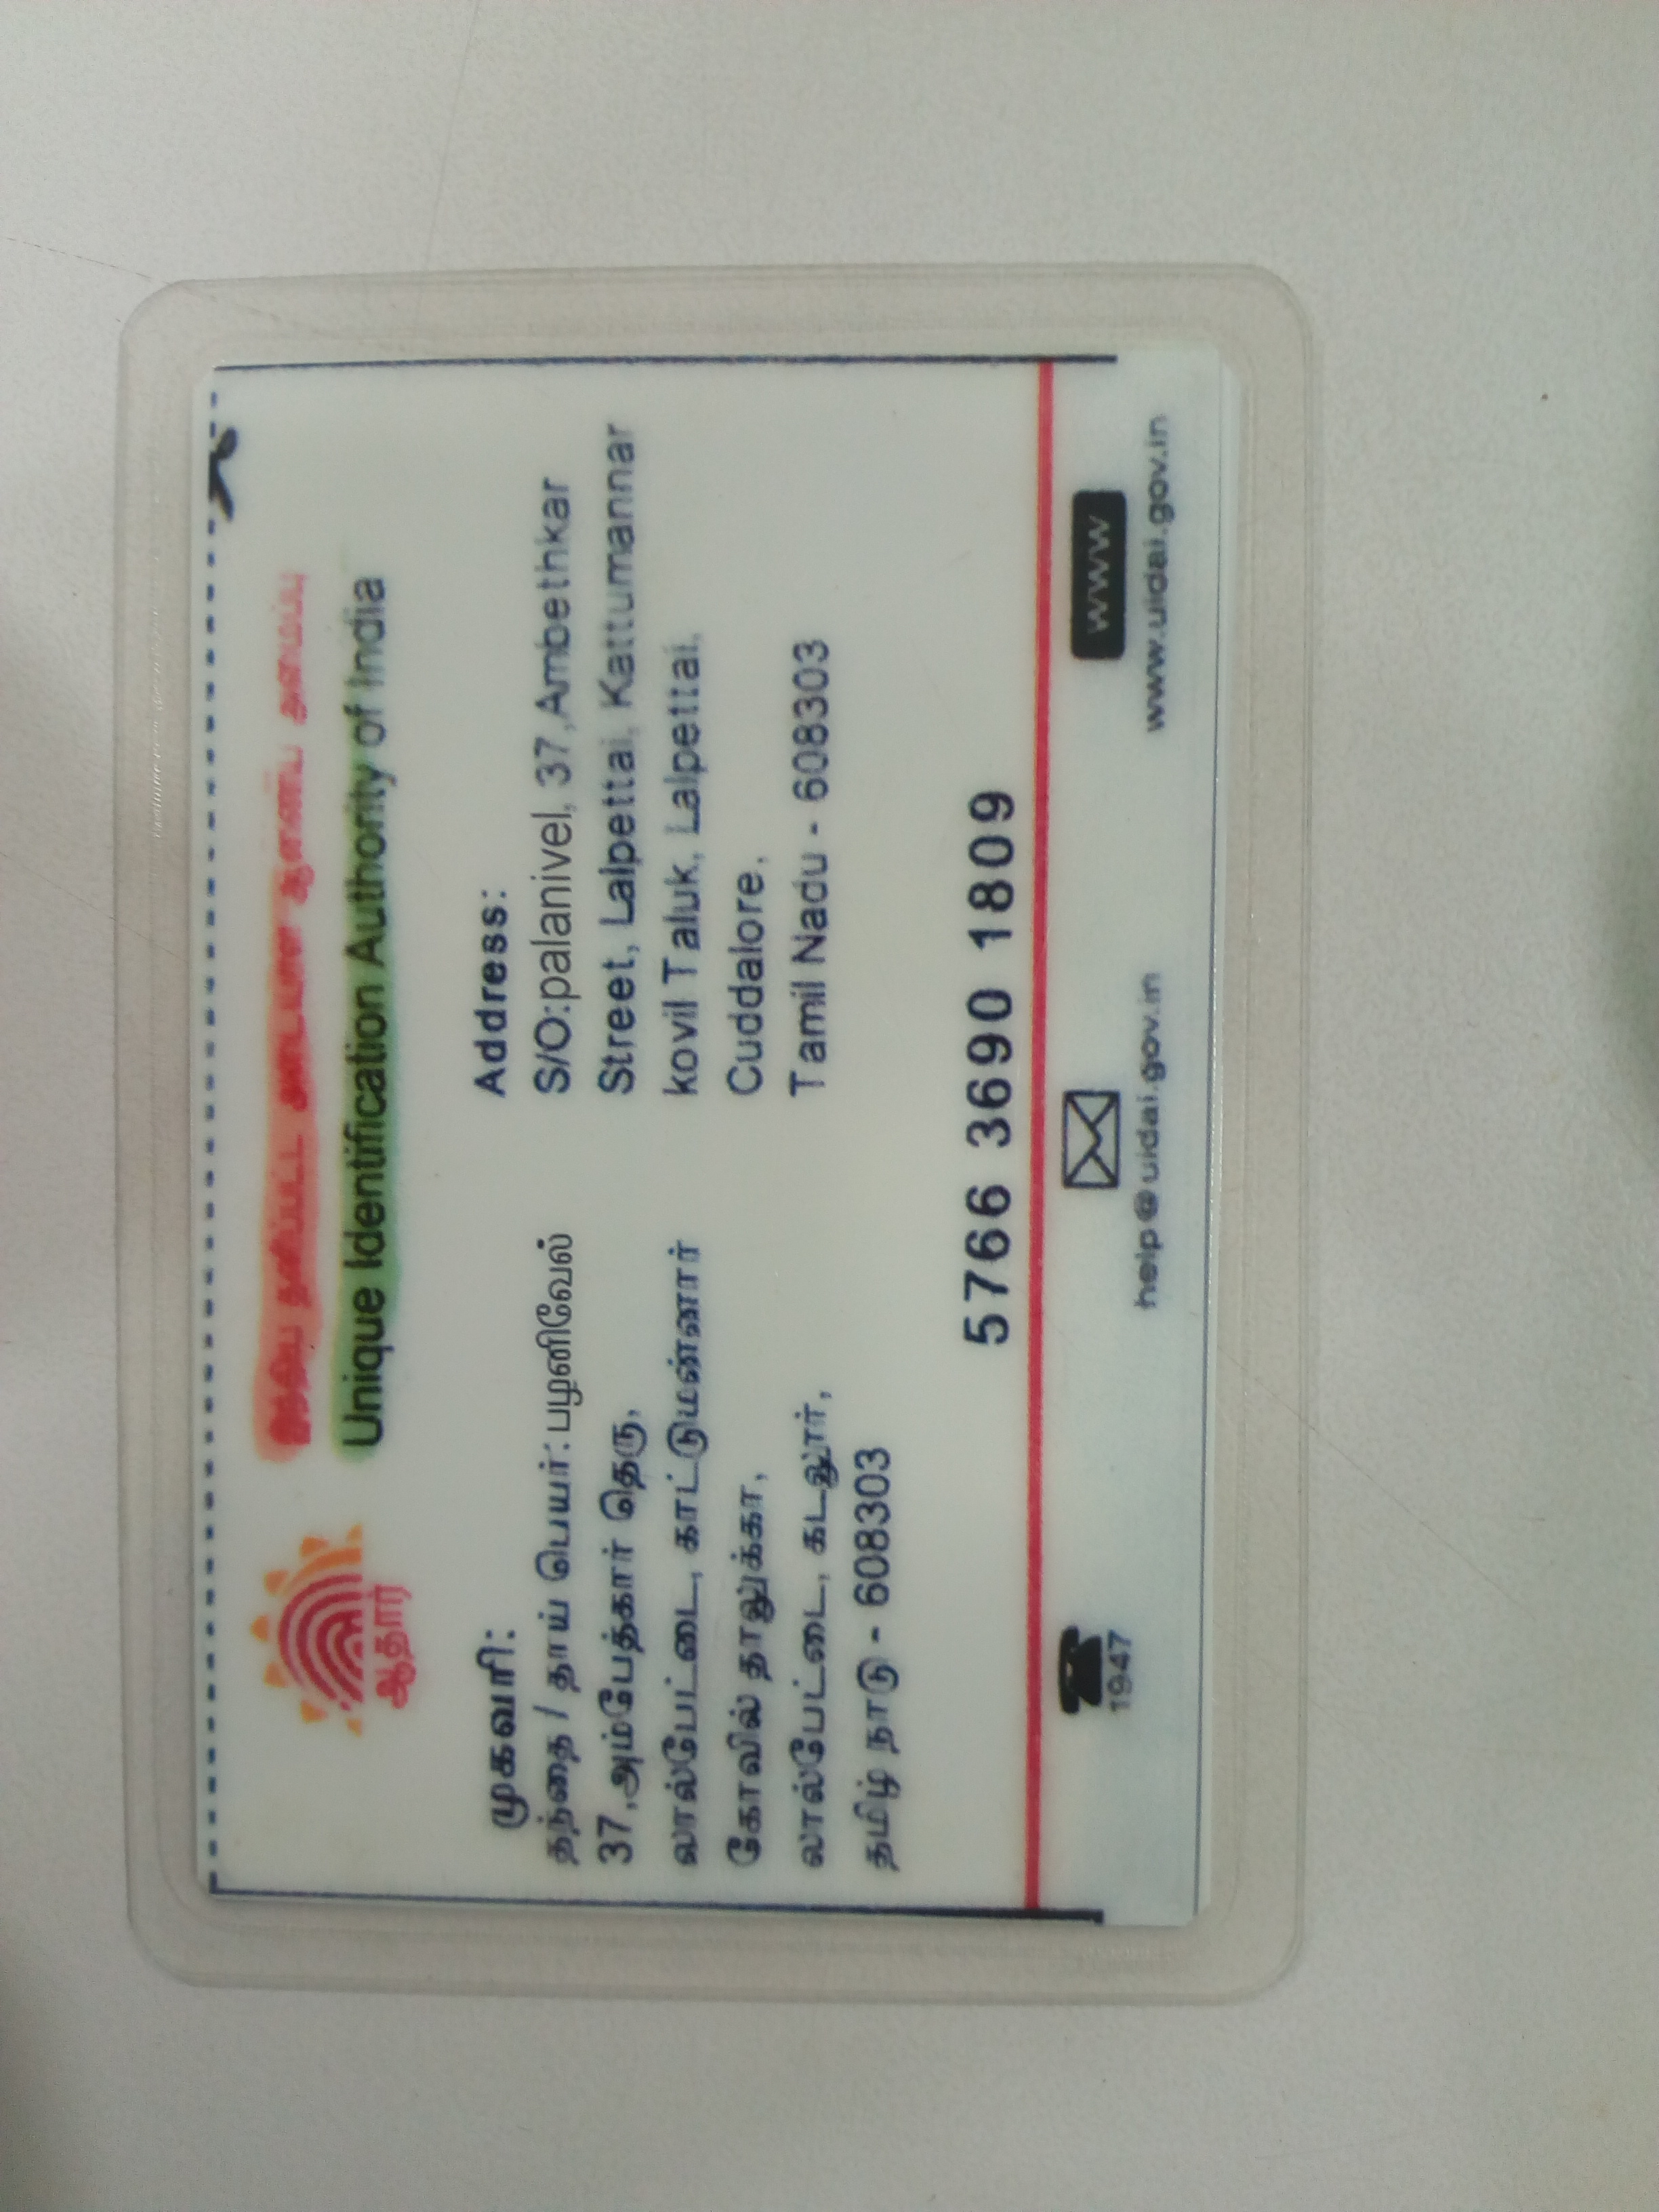 ஆதார்
Unique Identification Authority of India
முகவரி:
தந்தை / தாய் பெயர்: பழனிவேல்
37,அம்பேத்கார் தெரு,
லால்பேட்டை, காட்டுமன்னார்
கோவில் தாலுக்கா,
லால்பேட்டை, கடலூர்,
தமிழ் நாடு - 608303
Address:
S/O:palanivel, 37,Ambethkar
Street, Lalpettai, Kattumannar
kovil Taluk, Lalpettai,
Cuddalore,
Tamil Nadu - 608303
5766 3690 1809
1947
help@uidai.gov.in
www
www.uidai.gov.in